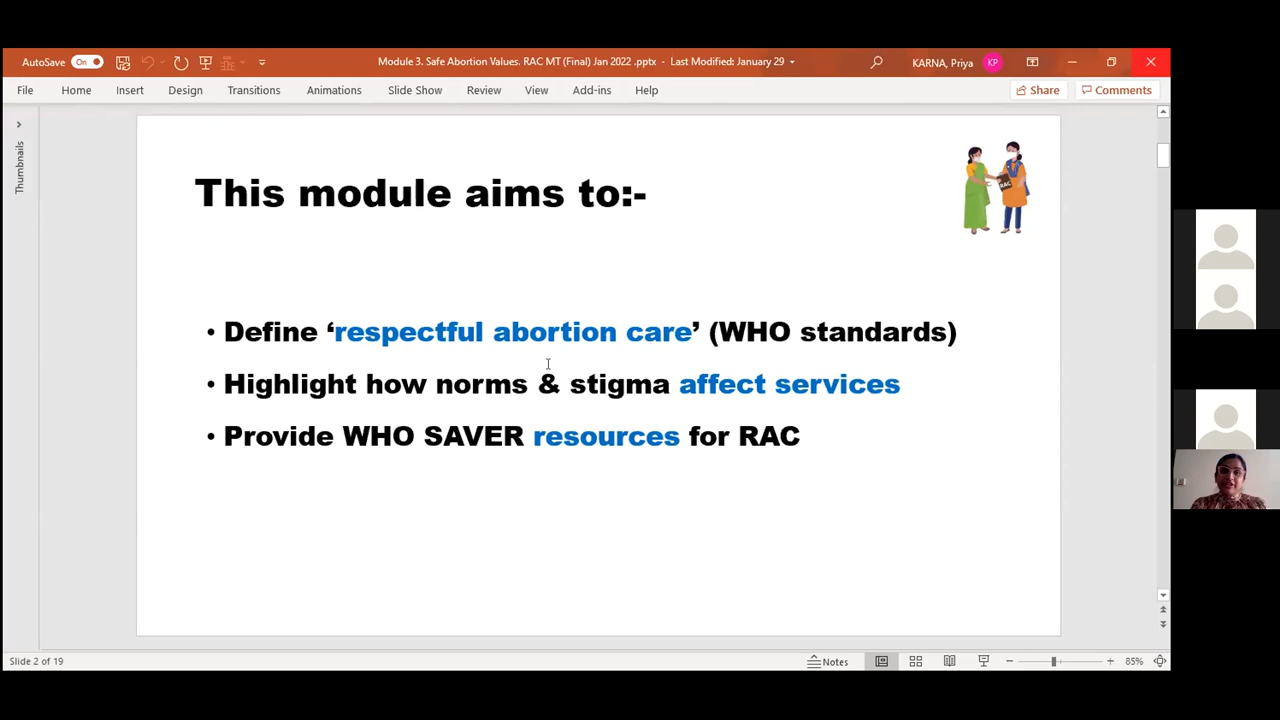 AutoSave On Module 3. Safe Abortion Values. RAC MT (Final) Jan 2022 .pptx - Last Modified: January 29 KARNA, Priya KP
File Home Insert Design Transitions Animations Slide Show Review View Add-ins Help Share Comments
Thumbnails
This module aims to:-
RAC
• Define ‘respectful abortion care’ (WHO standards)
• Highlight how norms & stigma affect services
• Provide WHO SAVER resources for RAC
Slide 2 of 19 Notes 85%